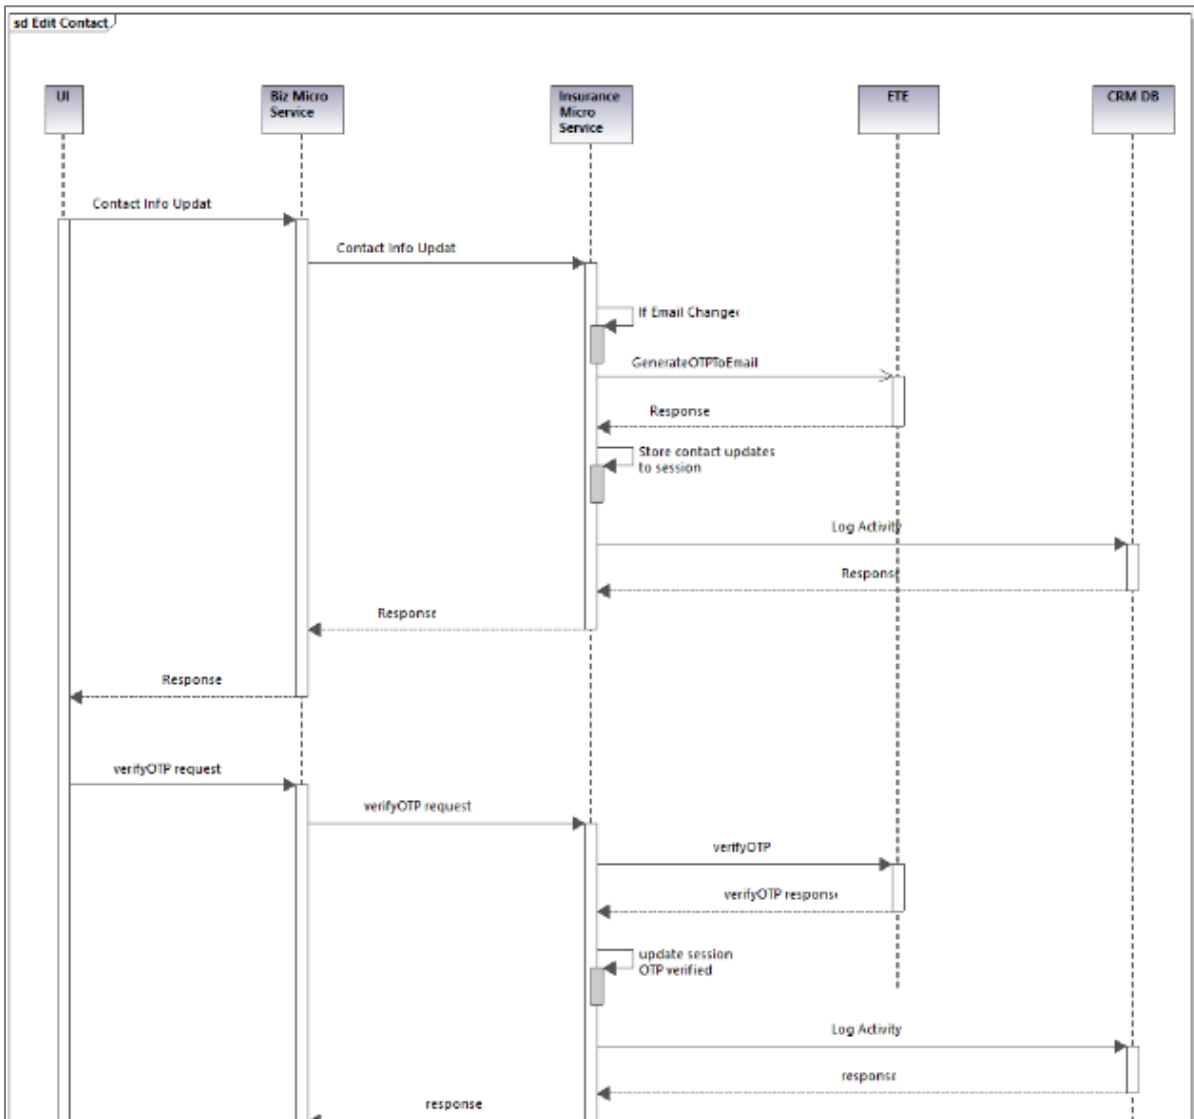 sd Edit Contact
UI
Biz Micro
Service
Insurance
Micro
Service
ETE
CRM DB
Contact Info Updat
Contact Info Updat
If Email Change
GenerateOTPToEmail
Response
Store contact updates
to session
Log Activity
Response
Response
Response
verifyOTP request
verifyOTP request
verifyOTP
verifyOTP response
update session
OTP verified
Log Activity
response
response